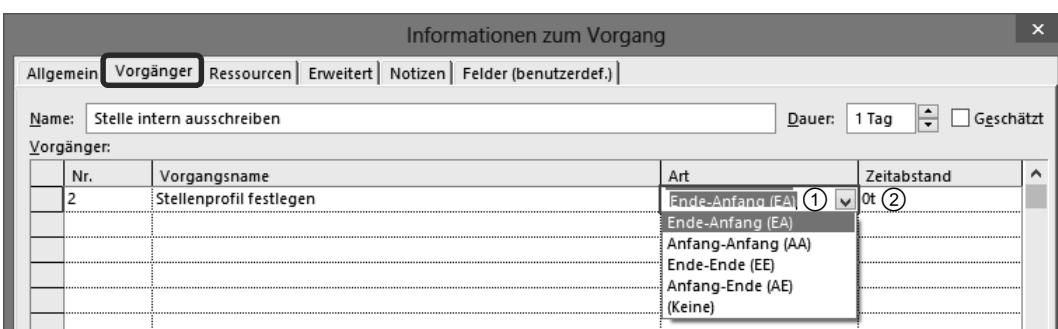 Informationen zum Vorgang ×
Allgemein Vorgänger Ressourcen Erweitert Notizen Felder (benutzerdef.)
Name: Stelle intern ausschreiben Dauer: 1 Tag Geschätzt
Vorgänger:
Nr. Vorgangsname Art Zeitabstand
2 Stellenprofil festlegen Ende-Anfang (EA) ① 0t ②
Ende-Anfang (EA)
Anfang-Anfang (AA)
Ende-Ende (EE)
Anfang-Ende (AE)
(Keine)